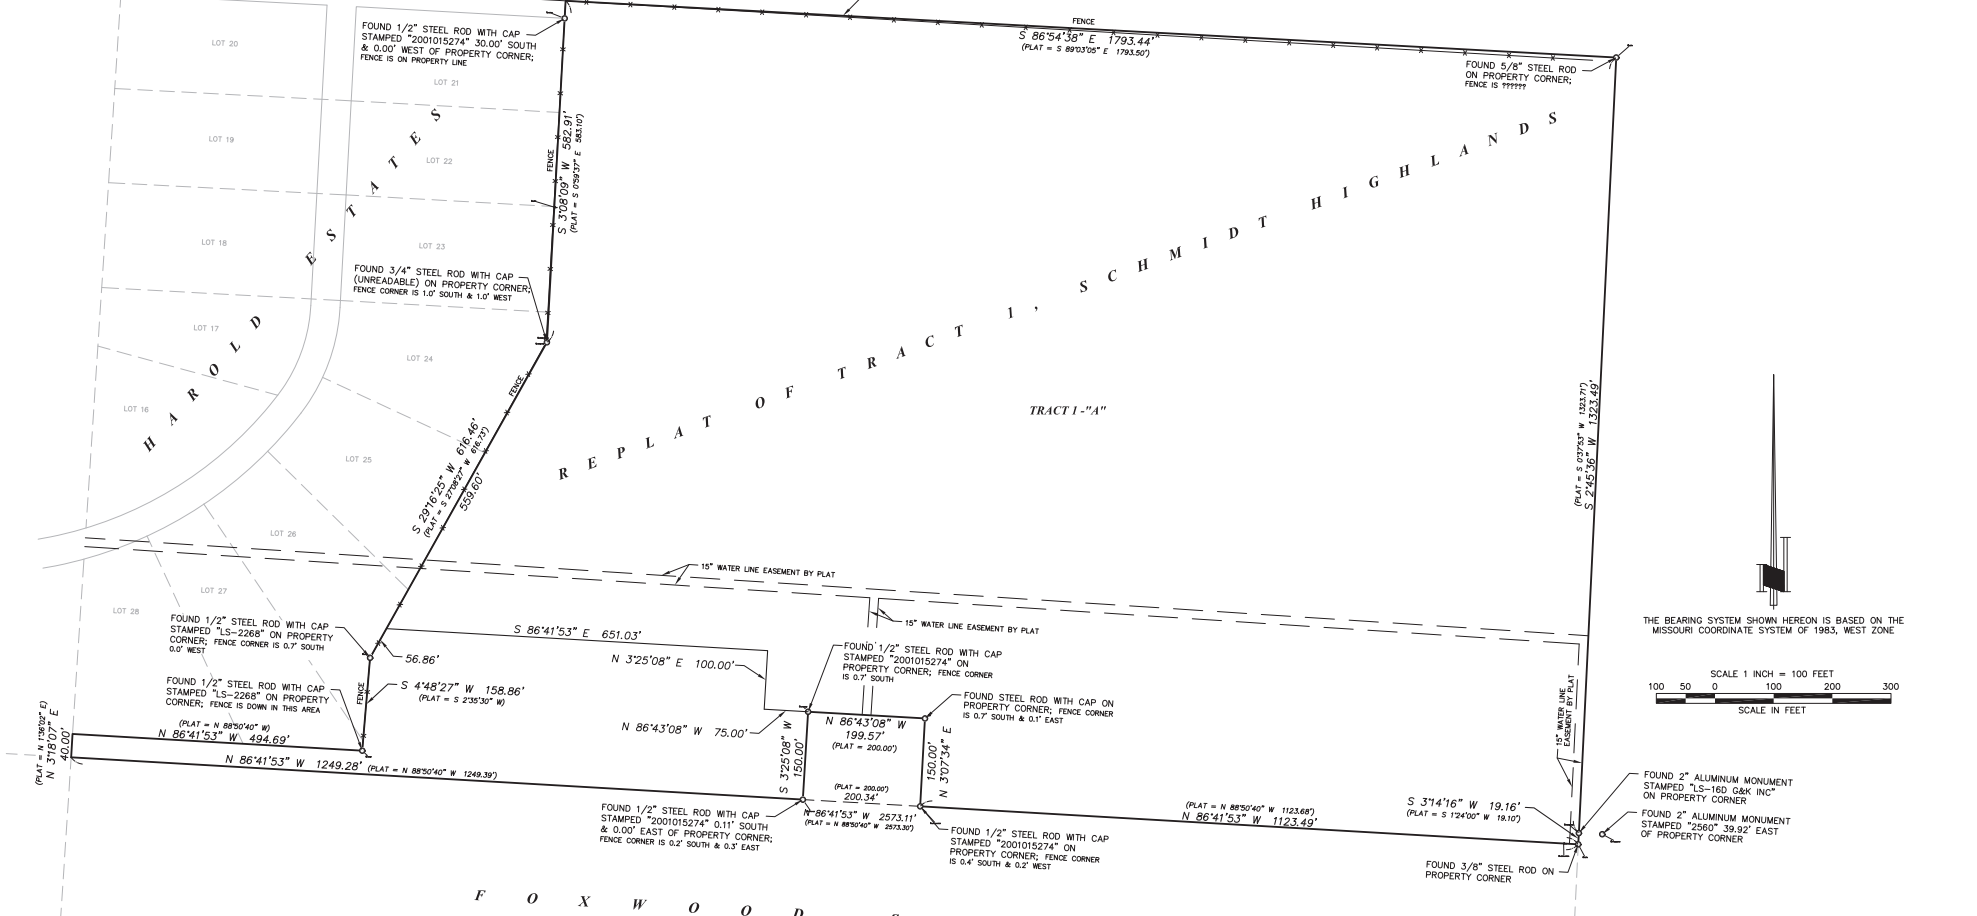 LOT 20
FOUND 1/2" STEEL ROD WITH CAP
STAMPED "2001015274" 30.00' SOUTH
& 0.00' WEST OF PROPERTY CORNER;
FENCE IS ON PROPERTY LINE
LOT 21
FENCE
S 86°54'38" E 1793.44'
(PLAT = S 89°03'05" E 1793.50')
FOUND 5/8" STEEL ROD
ON PROPERTY CORNER;
FENCE IS ??????
LOT 19
LOT 22
FENCE
S 3°08'09" W 582.91'
(PLAT = S 0°59'37" E 583.10')
LOT 18
LOT 23
HAROLD ESTATES
FOUND 3/4" STEEL ROD WITH CAP
(UNREADABLE) ON PROPERTY CORNER;
FENCE CORNER IS 1.0' SOUTH & 1.0' WEST
LOT 17
LOT 24
LOT 16
LOT 25
REPLAT OF TRACT 1, SCHMIDT HIGHLANDS
TRACT 1 -"A"
FENCE
S 29°16'25" W 616.46'
(PLAT = S 27°08'27" W 616.73')
559.60'
(PLAT = S 0°37'53" W 1323.71')
S 2°45'36" W 1323.49'
LOT 26
LOT 27
LOT 28
15" WATER LINE EASEMENT BY PLAT
15" WATER LINE EASEMENT BY PLAT
THE BEARING SYSTEM SHOWN HEREON IS BASED ON THE
MISSOURI COORDINATE SYSTEM OF 1983, WEST ZONE
SCALE 1 INCH = 100 FEET
100 50 0 100 200 300
SCALE IN FEET
FOUND 1/2" STEEL ROD WITH CAP
STAMPED "LS-2268" ON PROPERTY
CORNER; FENCE CORNER IS 0.7' SOUTH
0.0' WEST
S 86°41'53" E 651.03'
56.86'
N 3°25'08" E 100.00'
FOUND 1/2" STEEL ROD WITH CAP
STAMPED "2001015274" ON
PROPERTY CORNER; FENCE CORNER
IS 0.7' SOUTH
FENCE
S 4°48'27" W 158.86'
(PLAT = S 2°35'30" W)
FOUND 1/2" STEEL ROD WITH CAP
STAMPED "LS-2268" ON PROPERTY
CORNER; FENCE IS DOWN IN THIS AREA
FOUND STEEL ROD WITH CAP ON
PROPERTY CORNER; FENCE CORNER
IS 0.7' SOUTH & 0.1' EAST
(PLAT = N 88°50'40" W)
N 86°41'53" W 494.69'
N 86°43'08" W 75.00'
N 86°43'08" W
199.57'
(PLAT = 200.00')
15" WATER LINE
EASEMENT BY PLAT
(PLAT = N 1°36'02" E)
N 3°18'07" E
40.00'
N 86°41'53" W 1249.28' (PLAT = N 88°50'40" W 1249.39')
S 3°25'08" W
150.00'
150.00'
N 3°07'34" E
(PLAT = 200.00')
200.34'
N 86°41'53" W 2573.11'
(PLAT = N 88°50'40" W 2573.30')
FOUND 1/2" STEEL ROD WITH CAP
STAMPED "2001015274" 0.11' SOUTH
& 0.00' EAST OF PROPERTY CORNER;
FENCE CORNER IS 0.2' SOUTH & 0.3' EAST
FOUND 1/2" STEEL ROD WITH CAP
STAMPED "2001015274" ON
PROPERTY CORNER; FENCE CORNER
IS 0.4' SOUTH & 0.2' WEST
(PLAT = N 88°50'40" W 1123.68')
N 86°41'53" W 1123.49'
S 3°14'16" W 19.16'
(PLAT = S 1°24'00" W 19.10')
FOUND 2" ALUMINUM MONUMENT
STAMPED "LS-16D G&K INC"
ON PROPERTY CORNER
FOUND 2" ALUMINUM MONUMENT
STAMPED "2560" 39.92' EAST
OF PROPERTY CORNER
FOUND 3/8" STEEL ROD ON
PROPERTY CORNER
FOXWOOD